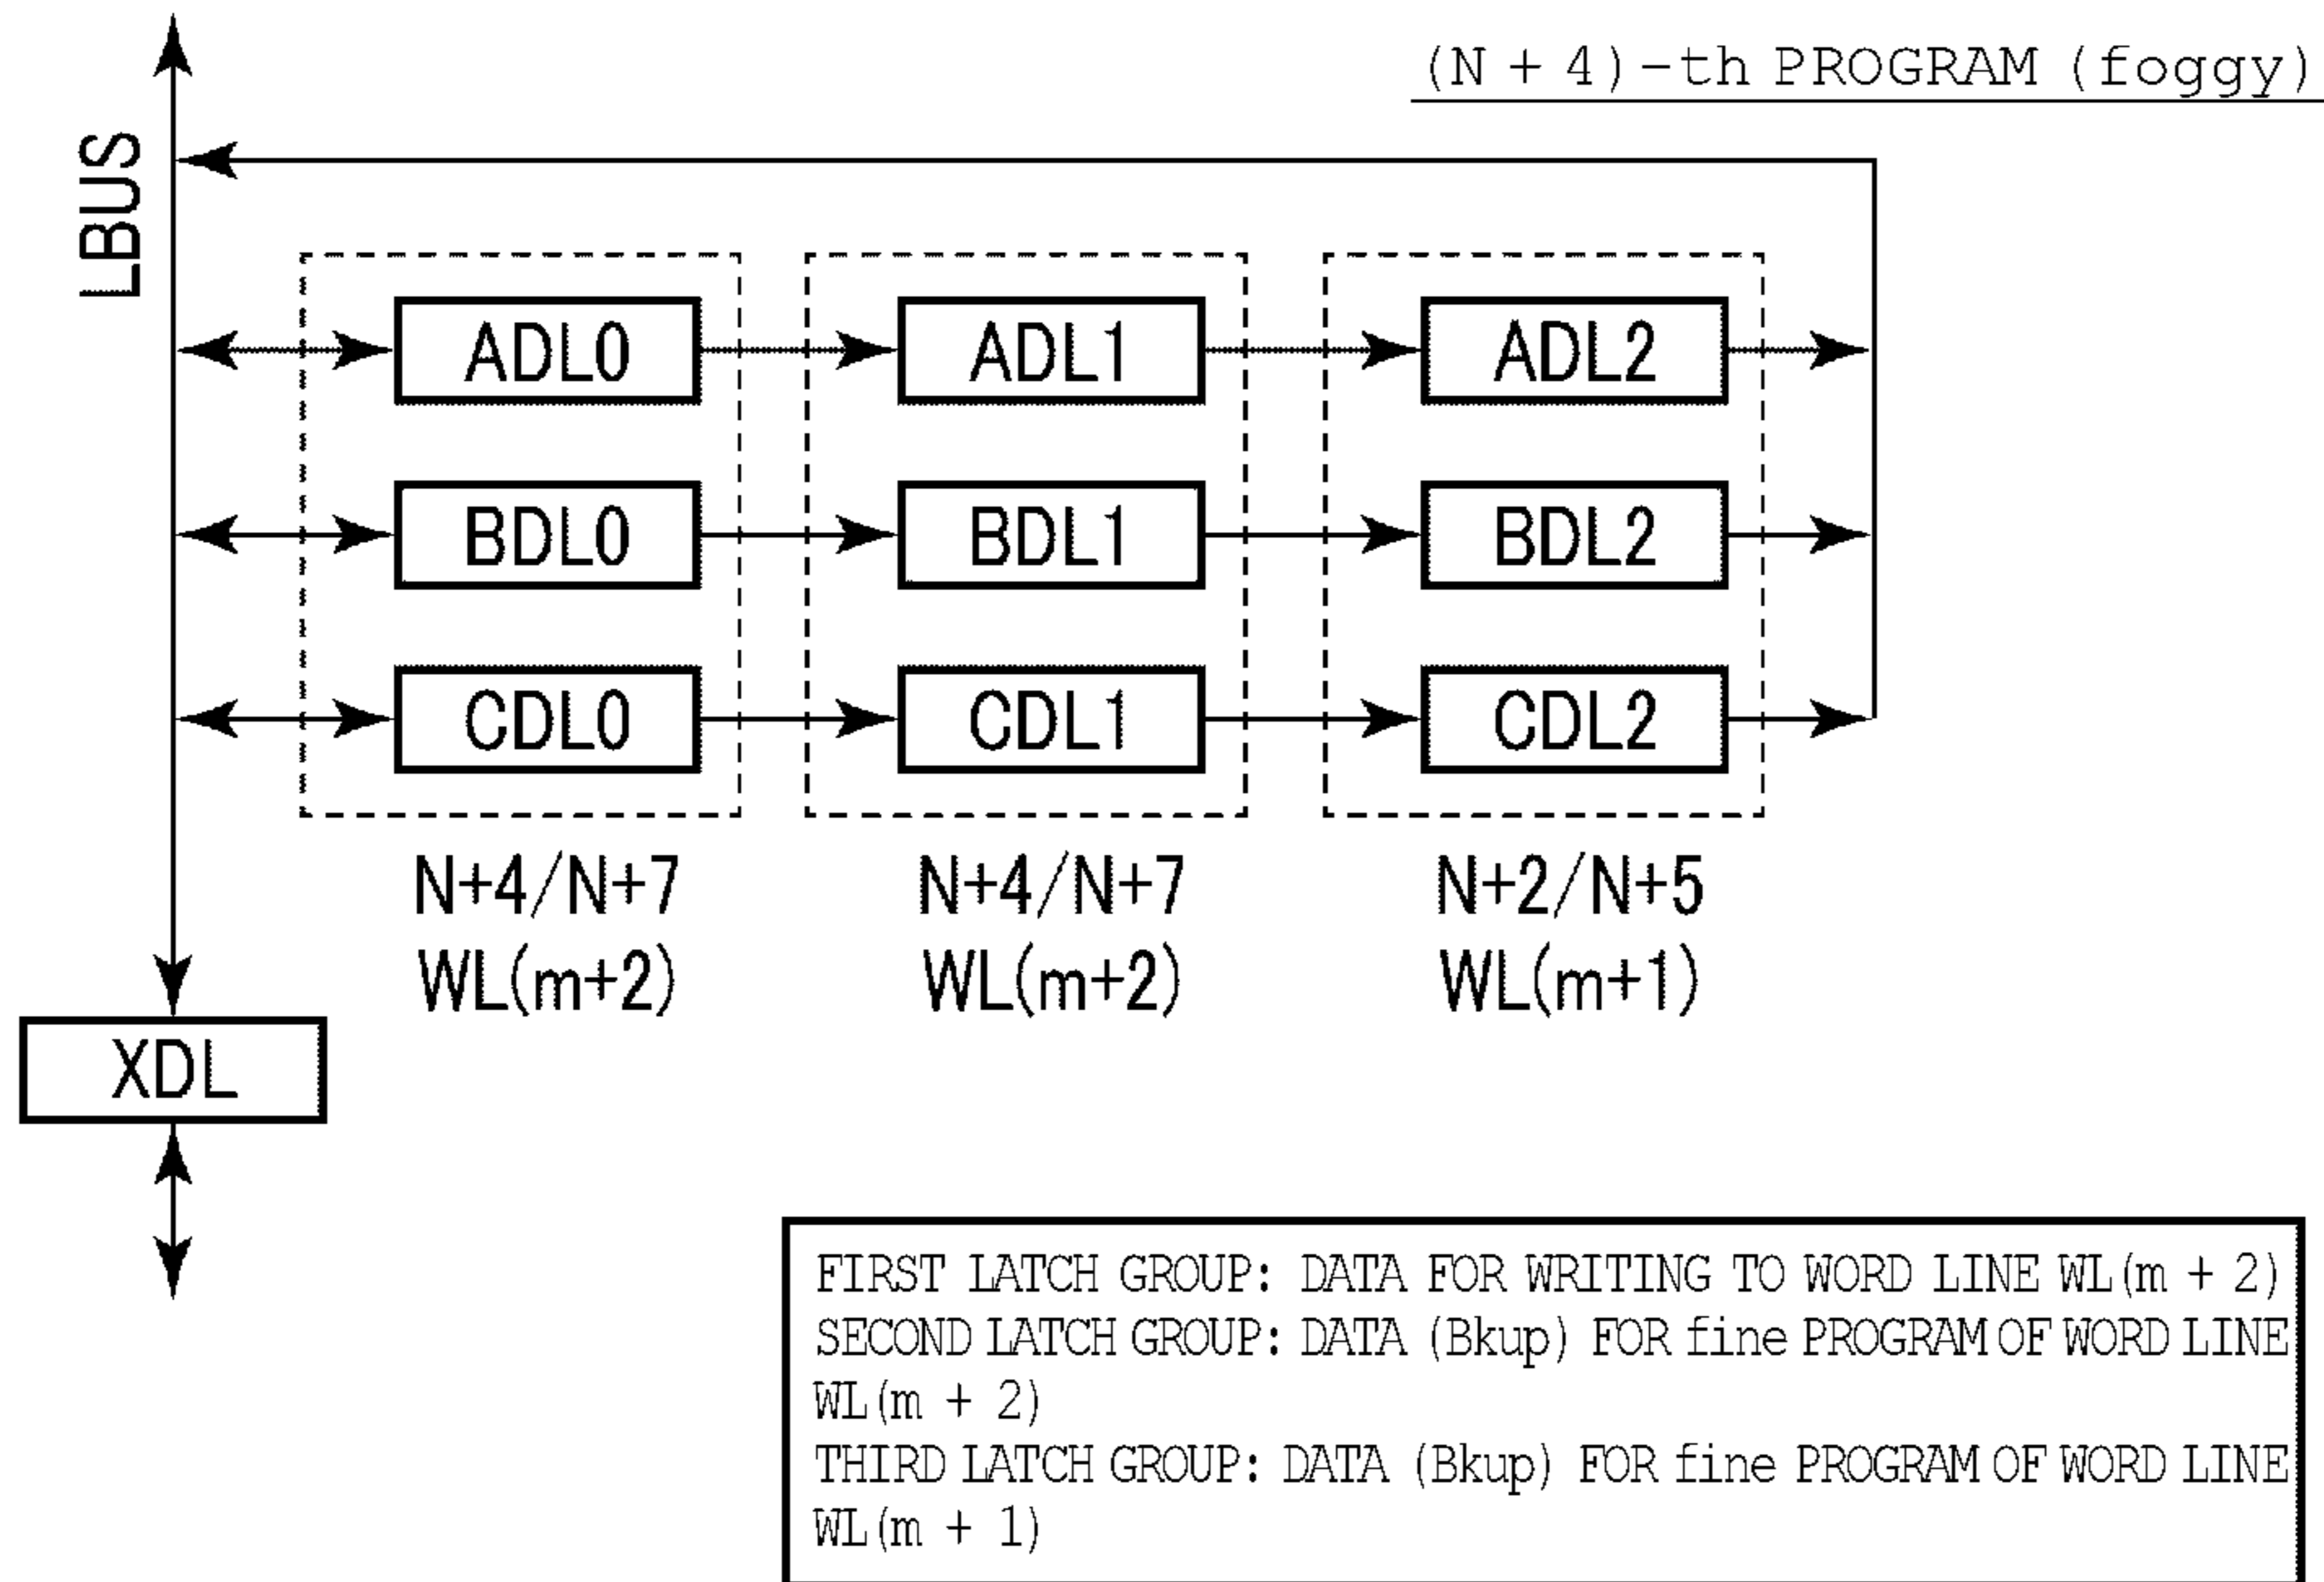 (N + 4)-th PROGRAM (foggy)
LBUS
ADL0 ADL1 ADL2
BDL0 BDL1 BDL2
CDL0 CDL1 CDL2
N+4/N+7 N+4/N+7 N+2/N+5
WL(m+2) WL(m+2) WL(m+1)
XDL
FIRST LATCH GROUP: DATA FOR WRITING TO WORD LINE WL(m + 2)
SECOND LATCH GROUP: DATA (Bkup) FOR fine PROGRAM OF WORD LINE
WL(m + 2)
THIRD LATCH GROUP: DATA (Bkup) FOR fine PROGRAM OF WORD LINE
WL(m + 1)